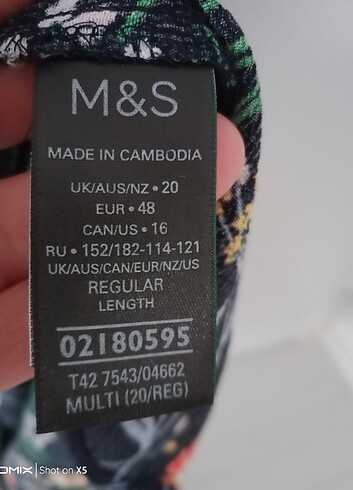 M&S
MADE IN CAMBODIA
UK/AUS/NZ • 20
EUR • 48
CAN/US • 16
RU • 152/182-114-121
UK/AUS/CAN/EUR/NZ/US
REGULAR
LENGTH
02180595
T42 7543/04662
MULTI (20/REG)
OMIX | Shot on X5